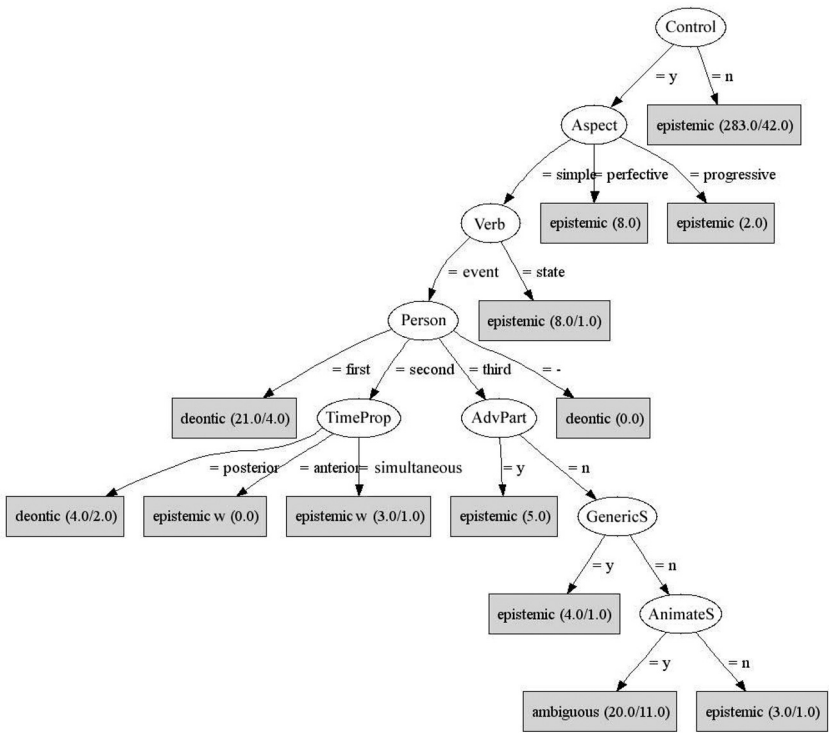 Control
= y
= n
Aspect
epistemic (283.0/42.0)
= simple
= perfective
= progressive
Verb
epistemic (8.0)
epistemic (2.0)
= event
= state
Person
epistemic (8.0/1.0)
= first
= second
= third
= -
deontic (21.0/4.0)
TimeProp
AdvPart
deontic (0.0)
= posterior
= anterior
= simultaneous
= y
= n
deontic (4.0/2.0)
epistemic w (0.0)
epistemic w (3.0/1.0)
epistemic (5.0)
GenericS
= y
= n
epistemic (4.0/1.0)
AnimateS
= y
= n
ambiguous (20.0/11.0)
epistemic (3.0/1.0)